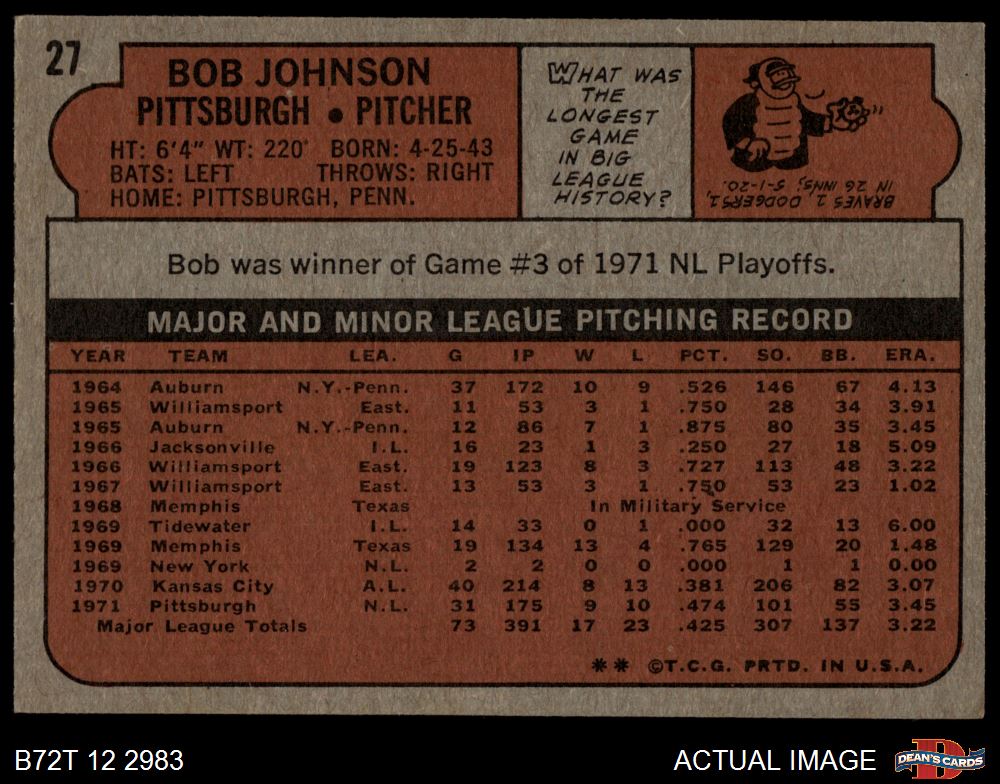 27
BOB JOHNSON
PITTSBURGH • PITCHER
HT: 6'4" WT: 220 BORN: 4-25-43
BATS: LEFT THROWS: RIGHT
HOME: PITTSBURGH, PENN.
WHAT WAS
THE
LONGEST
GAME
IN BIG
LEAGUE
HISTORY?
BRAVES 1, DODGERS 1,
IN 26 INNS, 5-1-20.
Bob was winner of Game #3 of 1971 NL Playoffs.
MAJOR AND MINOR LEAGUE PITCHING RECORD
YEAR TEAM LEA. G IP W L PCT. SO. BB. ERA.
1964 Auburn N.Y.-Penn. 37 172 10 9 .526 146 67 4.13
1965 Williamsport East. 11 53 3 1 .750 28 34 3.91
1965 Auburn N.Y.-Penn. 12 86 7 1 .875 80 35 3.45
1966 Jacksonville I.L. 16 23 1 3 .250 27 18 5.09
1966 Williamsport East. 19 123 8 3 .727 113 48 3.22
1967 Williamsport East. 13 53 3 1 .750 53 23 1.02
1968 Memphis Texas In Military Service
1969 Tidewater I.L. 14 33 0 1 .000 32 13 6.00
1969 Memphis Texas 19 134 13 4 .765 129 20 1.48
1969 New York N.L. 2 2 0 0 .000 1 1 0.00
1970 Kansas City A.L. 40 214 8 13 .381 206 82 3.07
1971 Pittsburgh N.L. 31 175 9 10 .474 101 55 3.45
Major League Totals 73 391 17 23 .425 307 137 3.22
** ©T.C.G. PRTD. IN U.S.A.
B72T 12 2983
ACTUAL IMAGE
DEAN'S CARDS